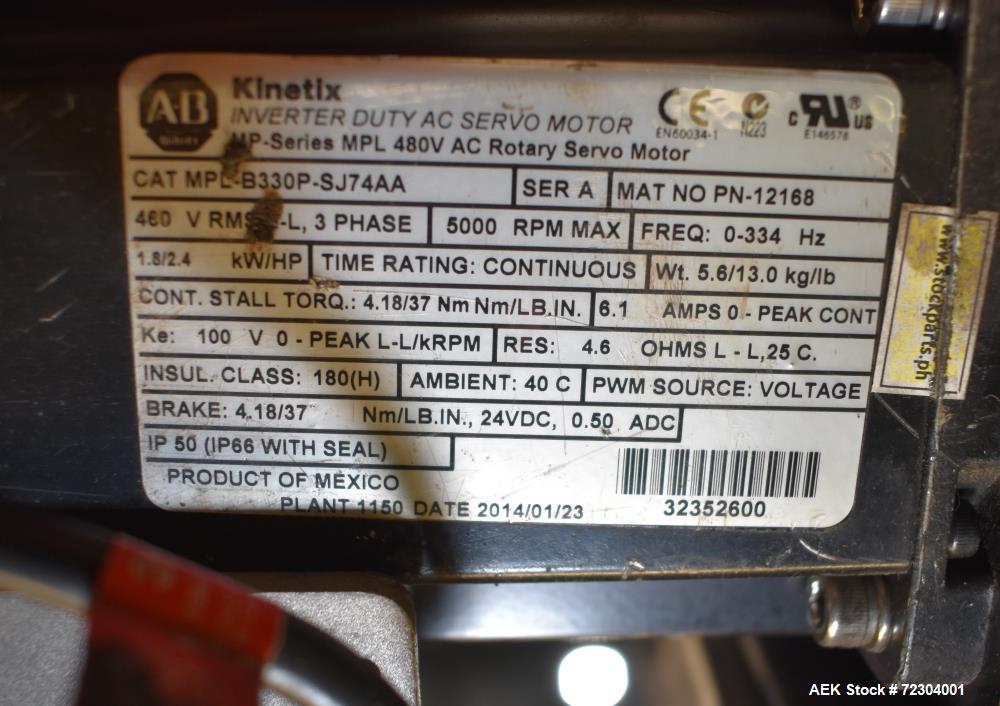 A-B
QUALITY
Kinetix
INVERTER DUTY AC SERVO MOTOR
MP-Series MPL 480V AC Rotary Servo Motor
CE
EN60034-1
N223
c RU ® US
E146578
CAT MPL-B330P-SJ74AA
SER A
MAT NO PN-12168
460 V RMS L-L, 3 PHASE
5000 RPM MAX
FREQ: 0-334 Hz
1.8/2.4 kW/HP
TIME RATING: CONTINUOUS
Wt. 5.6/13.0 kg/lb
CONT. STALL TORQ.: 4.18/37 Nm Nm/LB.IN.
6.1 AMPS 0 - PEAK CONT
Ke: 100 V 0 - PEAK L-L/kRPM
RES: 4.6 OHMS L - L,25 C.
INSUL. CLASS: 180(H)
AMBIENT: 40 C
PWM SOURCE: VOLTAGE
BRAKE: 4.18/37 Nm/LB.IN., 24VDC, 0.50 ADC
IP 50 (IP66 WITH SEAL)
PRODUCT OF MEXICO
PLANT 1150 DATE 2014/01/23
32352600
www.stockparts.ph
AEK Stock # 72304001